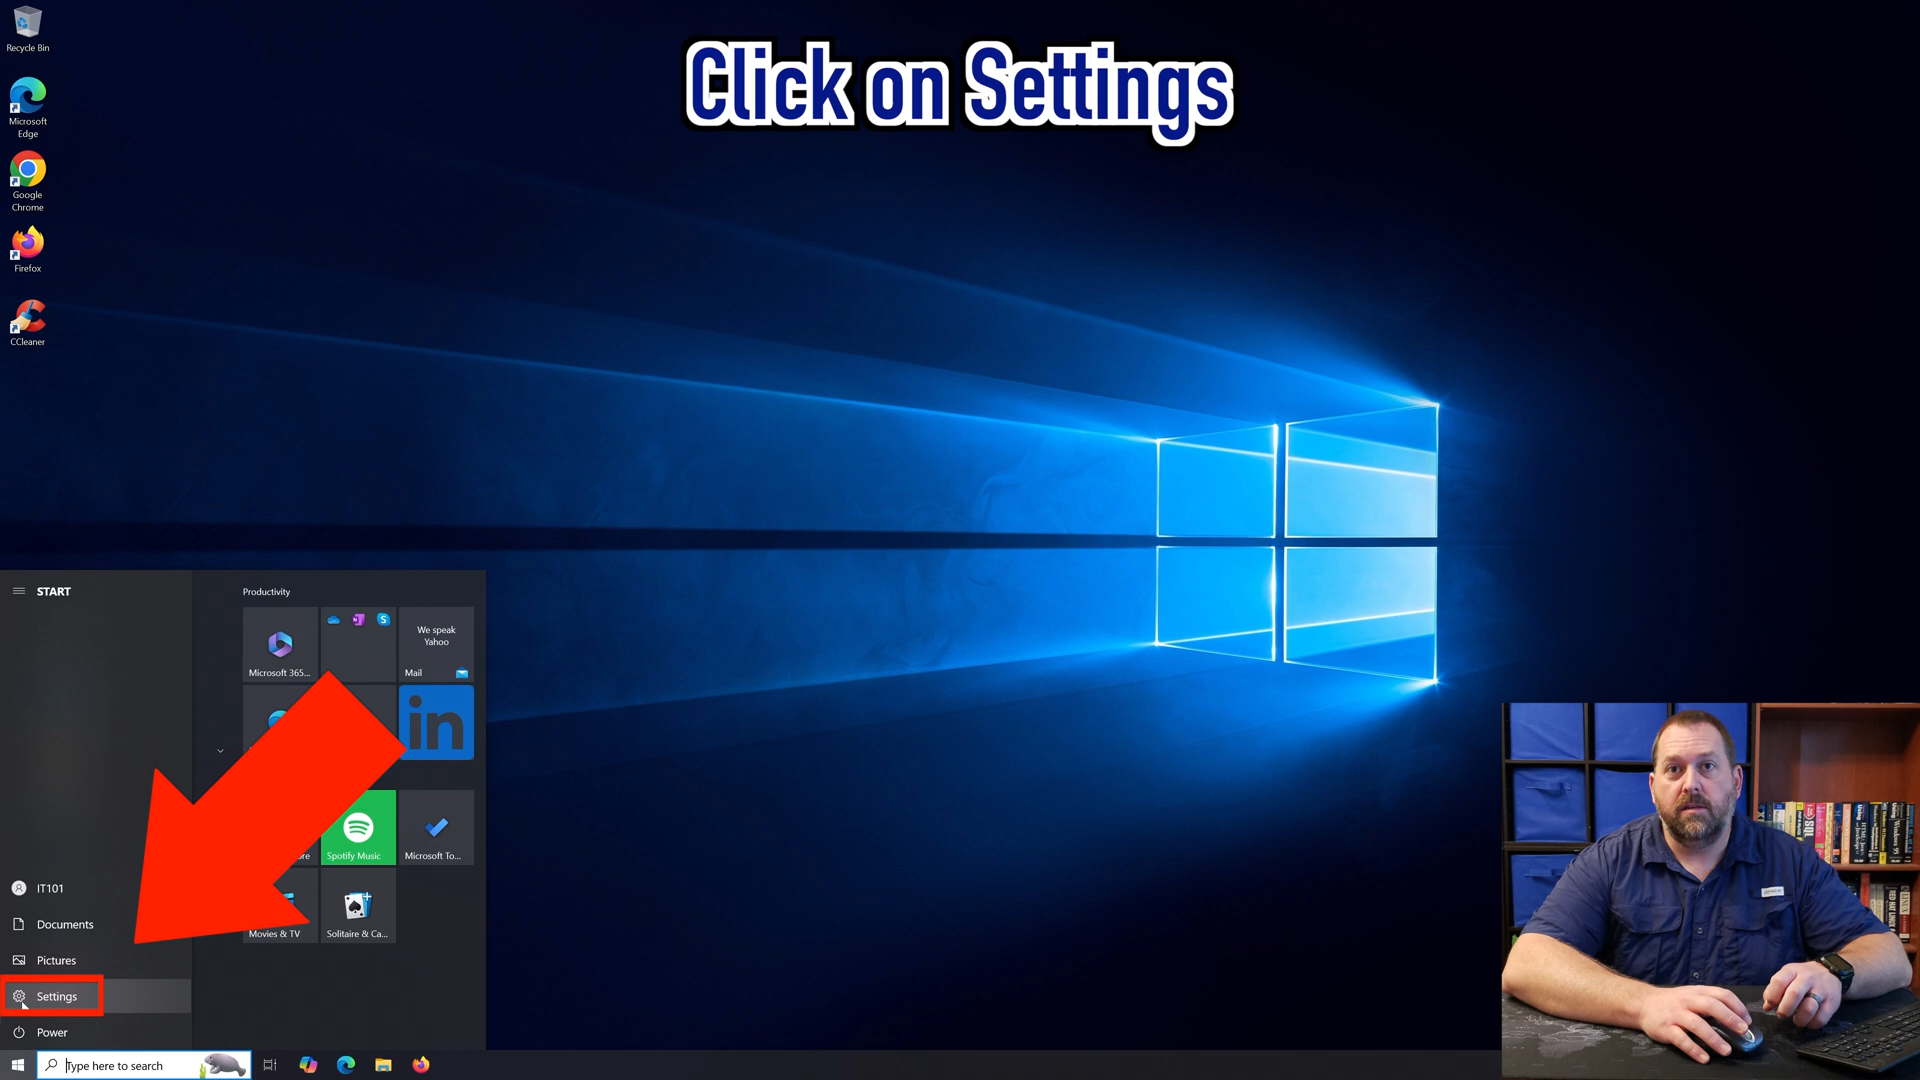 Click on Settings
Recycle Bin
Microsoft
Edge
Google
Chrome
Firefox
CCleaner
START
Productivity
Microsoft 365...
We speak
Yahoo
Mail
in
Spotify Music
Microsoft To...
Movies & TV
Solitaire & Ca...
IT101
Documents
Pictures
Settings
Power
Type here to search